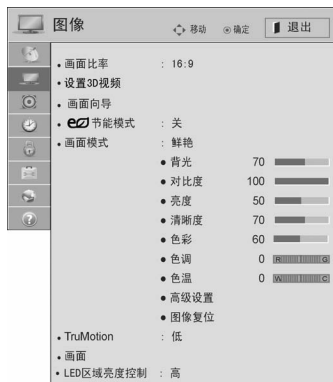 图像
移动
确定
退出
画面比率 : 16:9
设置3D视频
画面向导
节能模式 : 关
画面模式 : 鲜艳
背光 70
对比度 100
亮度 50
清晰度 70
色彩 60
色调 0 R G
色温 0 W C
高级设置
图像复位
TruMotion : 低
画面
LED区域亮度控制 : 高